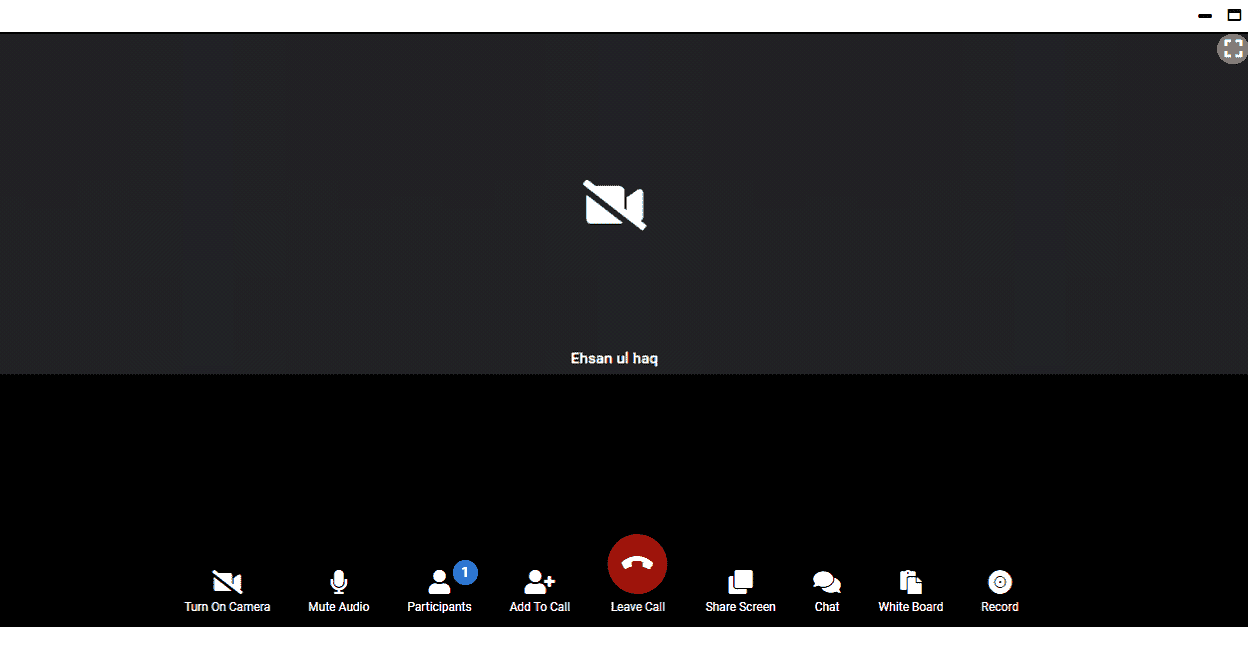 Ehsan ul haq
1
Turn On Camera
Mute Audio
Participants
Add To Call
Leave Call
Share Screen
Chat
White Board
Record